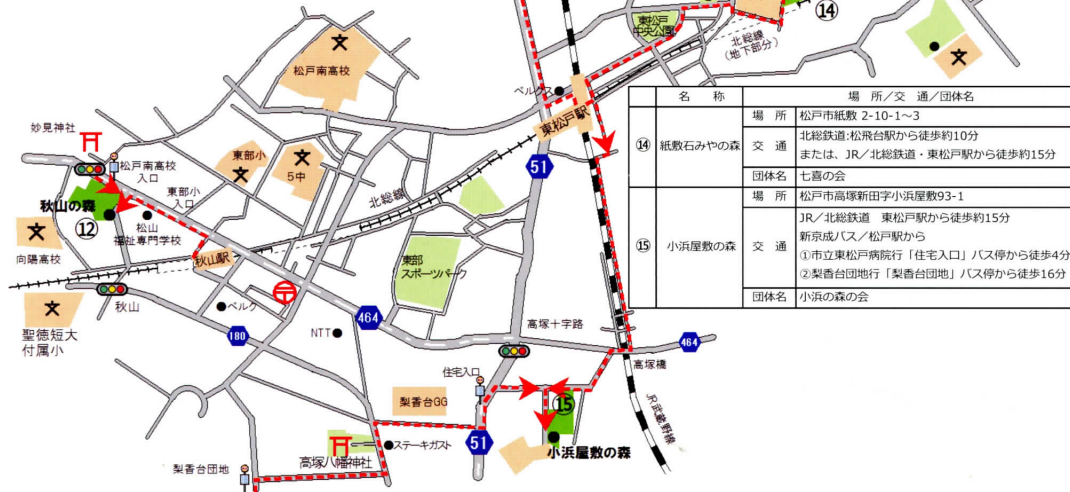 東松戸
中央公園
⑭
北総線
(地下部分)
松戸南高校
ベルクス
東松戸駅
妙見神社
松戸南高校
入口
東部小
5中
51
東部小
入口
北総線
秋山の森
⑫
松山
福祉専門学校
向陽高校
秋山駅
東部
スポーツパーク
秋山
ベルク
聖徳短大
付属小
180
NTT
464
高塚十字路
464
高塚橋
住宅入口
梨香台GG
⑮
JR武蔵野線
ステーキガスト
51
小浜屋敷の森
高塚八幡神社
梨香台団地
名 称 場 所/交 通/団体名
⑭ 紙敷石みやの森
場 所 松戸市紙敷 2-10-1~3
交 通 北総鉄道:松飛台駅から徒歩約10分
または、JR/北総鉄道・東松戸駅から徒歩約15分
団体名 七喜の会
⑮ 小浜屋敷の森
場 所 松戸市高塚新田字小浜屋敷93-1
交 通 JR/北総鉄道 東松戸駅から徒歩約15分
新京成バス/松戸駅から
①市立東松戸病院行「住宅入口」バス停から徒歩4分
②梨香台団地行「梨香台団地」バス停から徒歩16分
団体名 小浜の森の会